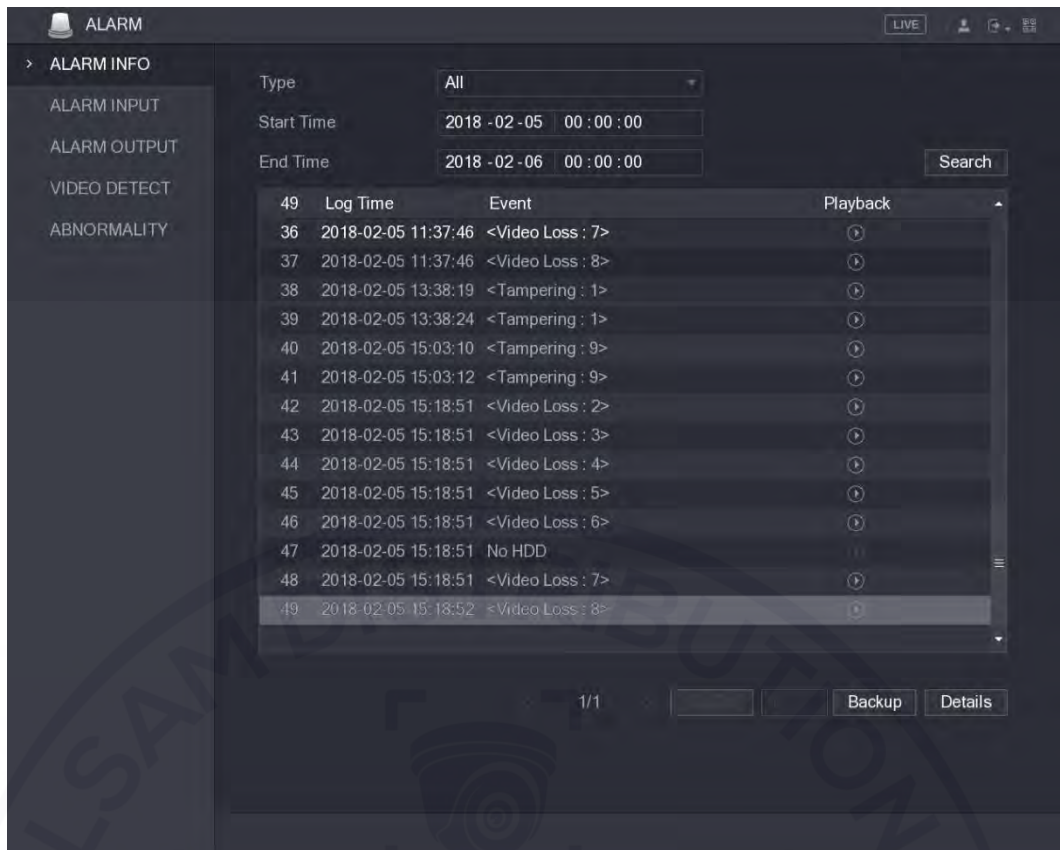 ALARM
LIVE
> ALARM INFO
ALARM INPUT
ALARM OUTPUT
VIDEO DETECT
ABNORMALITY
Type All
Start Time 2018 -02 -05 00 : 00 : 00
End Time 2018 -02 -06 00 : 00 : 00
Search
49 Log Time Event Playback
36 2018-02-05 11:37:46 <Video Loss : 7>
37 2018-02-05 11:37:46 <Video Loss : 8>
38 2018-02-05 13:38:19 <Tampering : 1>
39 2018-02-05 13:38:24 <Tampering : 1>
40 2018-02-05 15:03:10 <Tampering : 9>
41 2018-02-05 15:03:12 <Tampering : 9>
42 2018-02-05 15:18:51 <Video Loss : 2>
43 2018-02-05 15:18:51 <Video Loss : 3>
44 2018-02-05 15:18:51 <Video Loss : 4>
45 2018-02-05 15:18:51 <Video Loss : 5>
46 2018-02-05 15:18:51 <Video Loss : 6>
47 2018-02-05 15:18:51 No HDD
48 2018-02-05 15:18:51 <Video Loss : 7>
49 2018-02-05 15:18:52 <Video Loss : 8>
1/1
Backup
Details